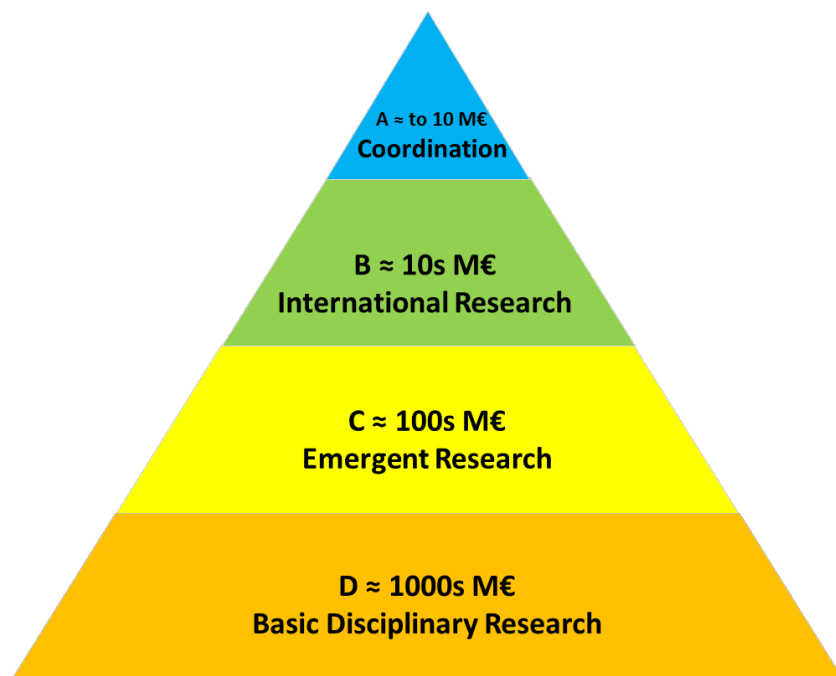 A ≈ to 10 M€
Coordination
B ≈ 10s M€
International Research
C ≈ 100s M€
Emergent Research
D ≈ 1000s M€
Basic Disciplinary Research